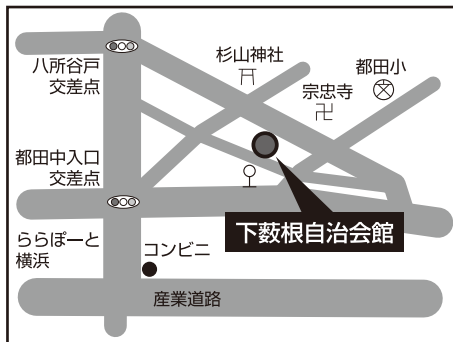 八所谷戸
交差点
杉山神社
都田小
宗忠寺
都田中入口
交差点
下薮根自治会館
ららぽーと
横浜
コンビニ
産業道路